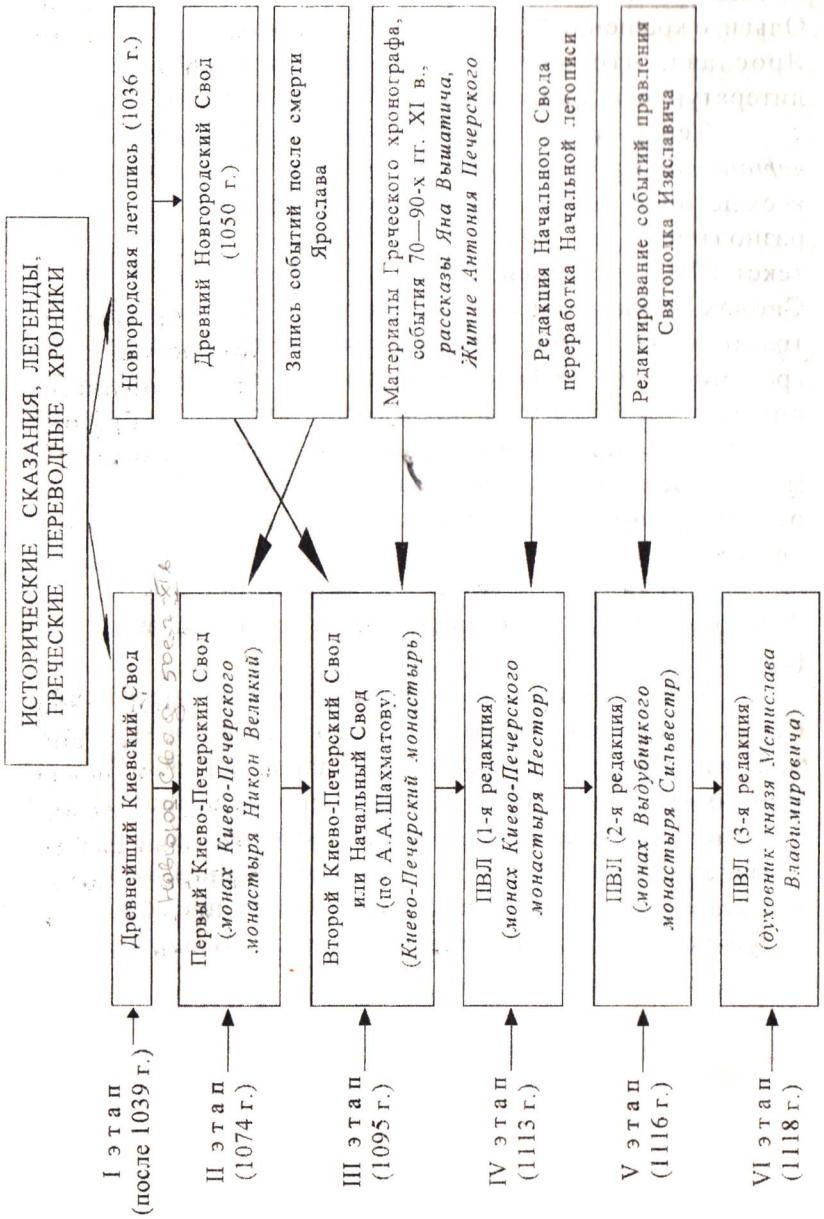 ИСТОРИЧЕСКИЕ СКАЗАНИЯ, ЛЕГЕНДЫ,
ГРЕЧЕСКИЕ ПЕРЕВОДНЫЕ ХРОНИКИ
I этап
(после 1039 г.)
Древнейший Киевский Свод
Новгородская летопись (1036 г.)
II этап
(1074 г.)
Первый Киево-Печерский Свод
(монах Киево-Печерского
монастыря Никон Великий)
Древний Новгородский Свод
(1050 г.)
Запись событий после смерти
Ярослава
III этап
(1095 г.)
Второй Киево-Печерский Свод
или Начальный Свод
(по А.А.Шахматову)
(Киево-Печерский монастырь)
Материалы Греческого хронографа,
события 70—90-х гг. XI в.,
рассказы Яна Вышатича,
Житие Антония Печерского
IV этап
(1113 г.)
ПВЛ (1-я редакция)
(монах Киево-Печерского
монастыря Нестор)
Редакция Начального Свода
переработка Начальной летописи
V этап
(1116 г.)
ПВЛ (2-я редакция)
(монах Выдубицкого
монастыря Сильвестр)
Редактирование событий правления
Святополка Изяславича
VI этап
(1118 г.)
ПВЛ (3-я редакция)
(духовник князя Мстислава
Владимировича)